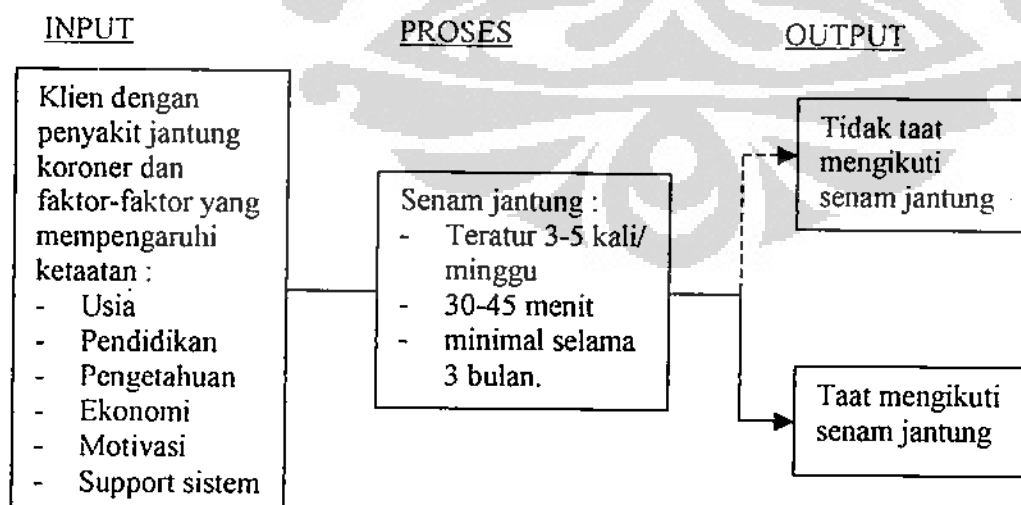 INPUT
PROSES
OUTPUT
Klien dengan
penyakit jantung
koroner dan
faktor-faktor yang
mempengaruhi
ketaatan :
- Usia
- Pendidikan
- Pengetahuan
- Ekonomi
- Motivasi
- Support sistem
Senam jantung :
- Teratur 3-5 kali/
minggu
- 30-45 menit
- minimal selama
3 bulan.
Tidak taat
mengikuti
senam jantung
Taat mengikuti
senam jantung